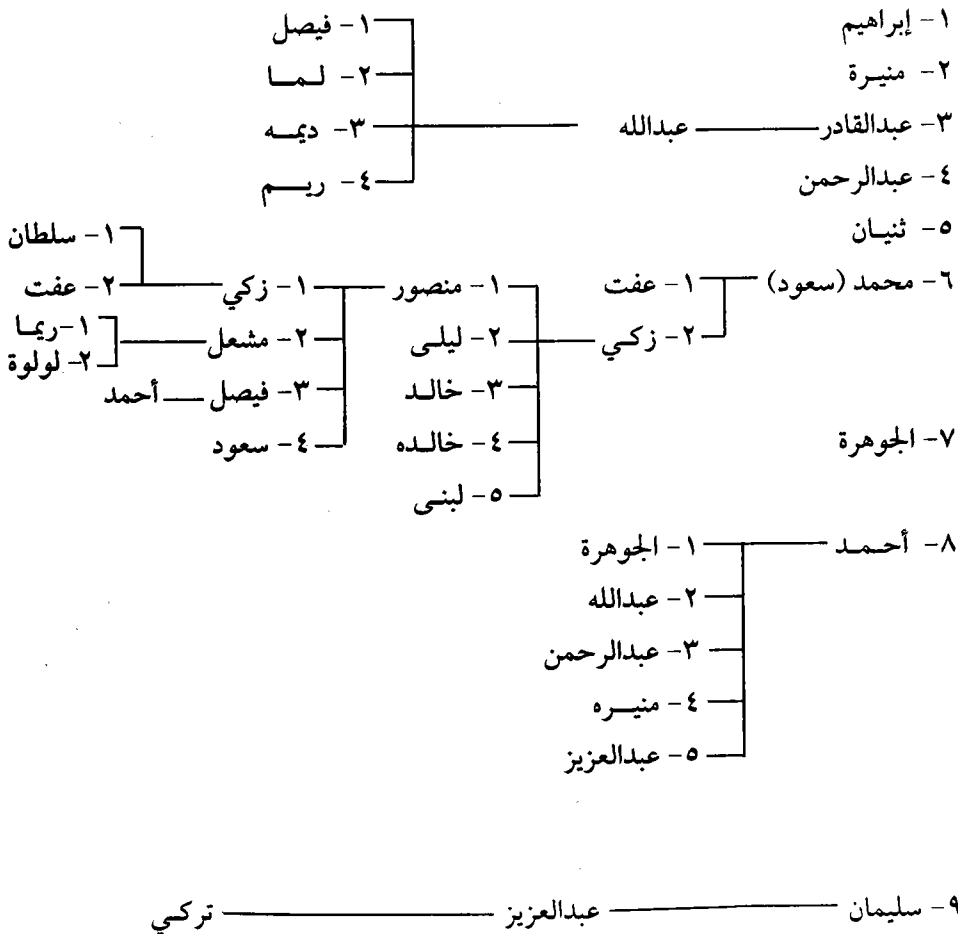 ١- إبراهيم ١- فيصل
٢- منيرة ٢- لما
٣- عبدالقادر عبدالله ٣- ديمه
٤- عبدالرحمن ٤- ريم
٥- ثنيان ١- سلطان
٦- محمد (سعود) ١- عفت ١- منصور ١- زكي ٢- عفت
٢- زكي ٢- ليلى ٢- مشعل ١-ريما
٢- لولوة
٣- خالد ٣- فيصل أحمد
٧- الجوهرة ٤- خالده ٤- سعود
٥- لبنى
٨- أحمد ١- الجوهرة
٢- عبدالله
٣- عبدالرحمن
٤- منيره
٥- عبدالعزيز
٩- سليمان عبدالعزيز تركي